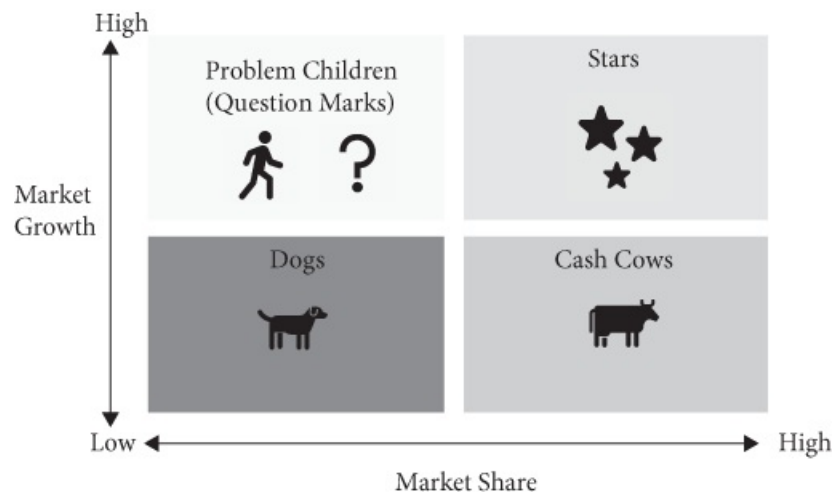 High
Problem Children
(Question Marks)
Stars
?
Market
Growth
Dogs
Cash Cows
Low
High
Market Share